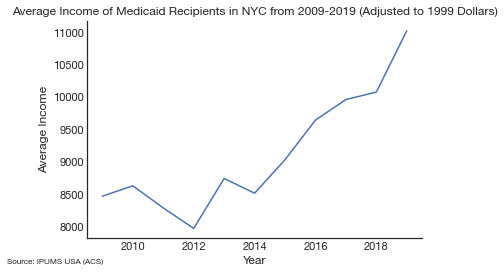 Average Income of Medicaid Recipients in NYC from 2009-2019 (Adjusted to 1999 Dollars)
11000
10500
10000
9500
9000
8500
8000
Average Income
2010 2012 2014 2016 2018
Year
Source: IPUMS USA (ACS)